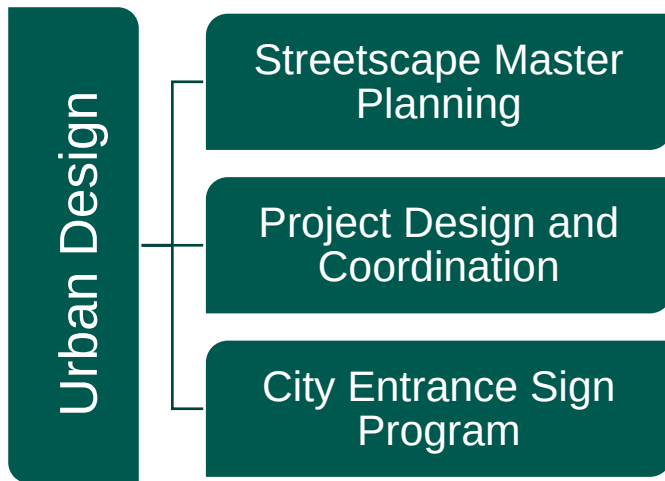 Urban Design
Streetscape Master
Planning
Project Design and
Coordination
City Entrance Sign
Program